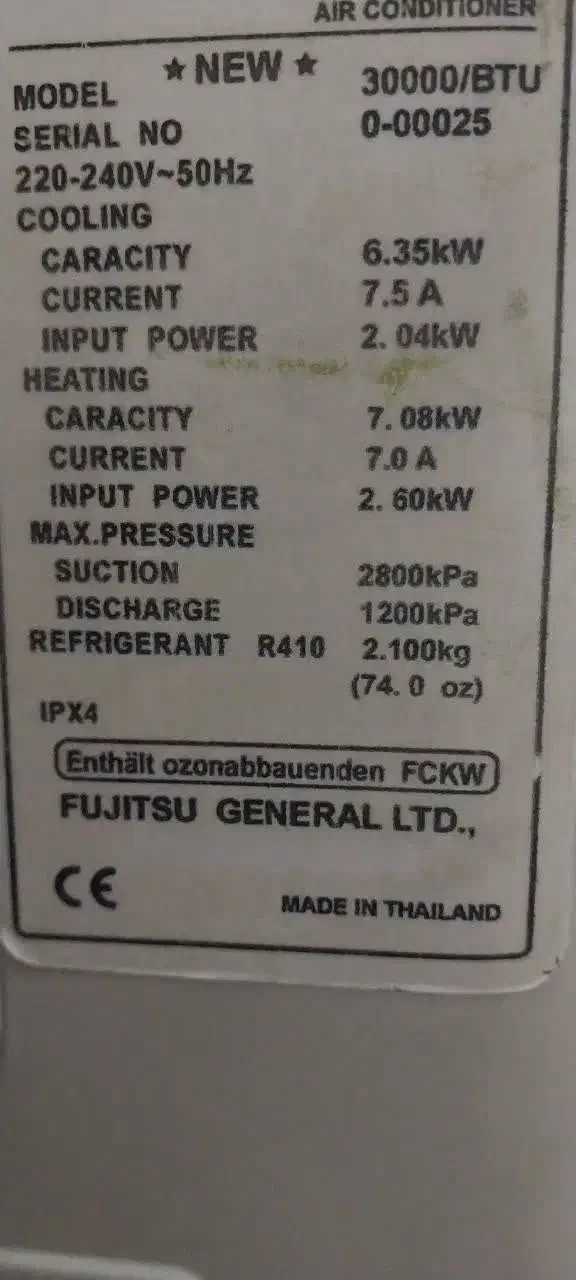 AIR CONDITIONER
★ NEW ★
MODEL 30000/BTU
SERIAL NO 0-00025
220-240V~50Hz
COOLING
CARACITY 6.35kW
CURRENT 7.5 A
INPUT POWER 2. 04kW
HEATING
CARACITY 7. 08kW
CURRENT 7.0 A
INPUT POWER 2. 60kW
MAX.PRESSURE
SUCTION 2800kPa
DISCHARGE 1200kPa
REFRIGERANT R410 2.100kg
(74. 0 oz)
IPX4
Enthält ozonabbauenden FCKW
FUJITSU GENERAL LTD.,
CE
MADE IN THAILAND